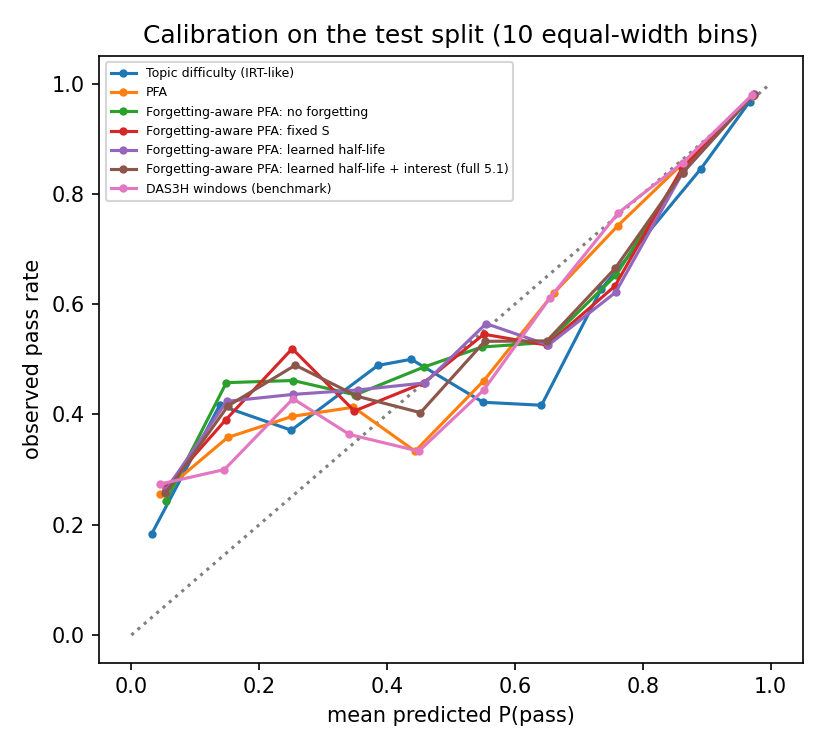 Calibration on the test split (10 equal-width bins)
Topic difficulty (IRT-like)
PFA
Forgetting-aware PFA: no forgetting
Forgetting-aware PFA: fixed S
Forgetting-aware PFA: learned half-life
Forgetting-aware PFA: learned half-life + interest (full 5.1)
DAS3H windows (benchmark)
observed pass rate
1.0
0.8
0.6
0.4
0.2
0.0
0.0 0.2 0.4 0.6 0.8 1.0
mean predicted P(pass)